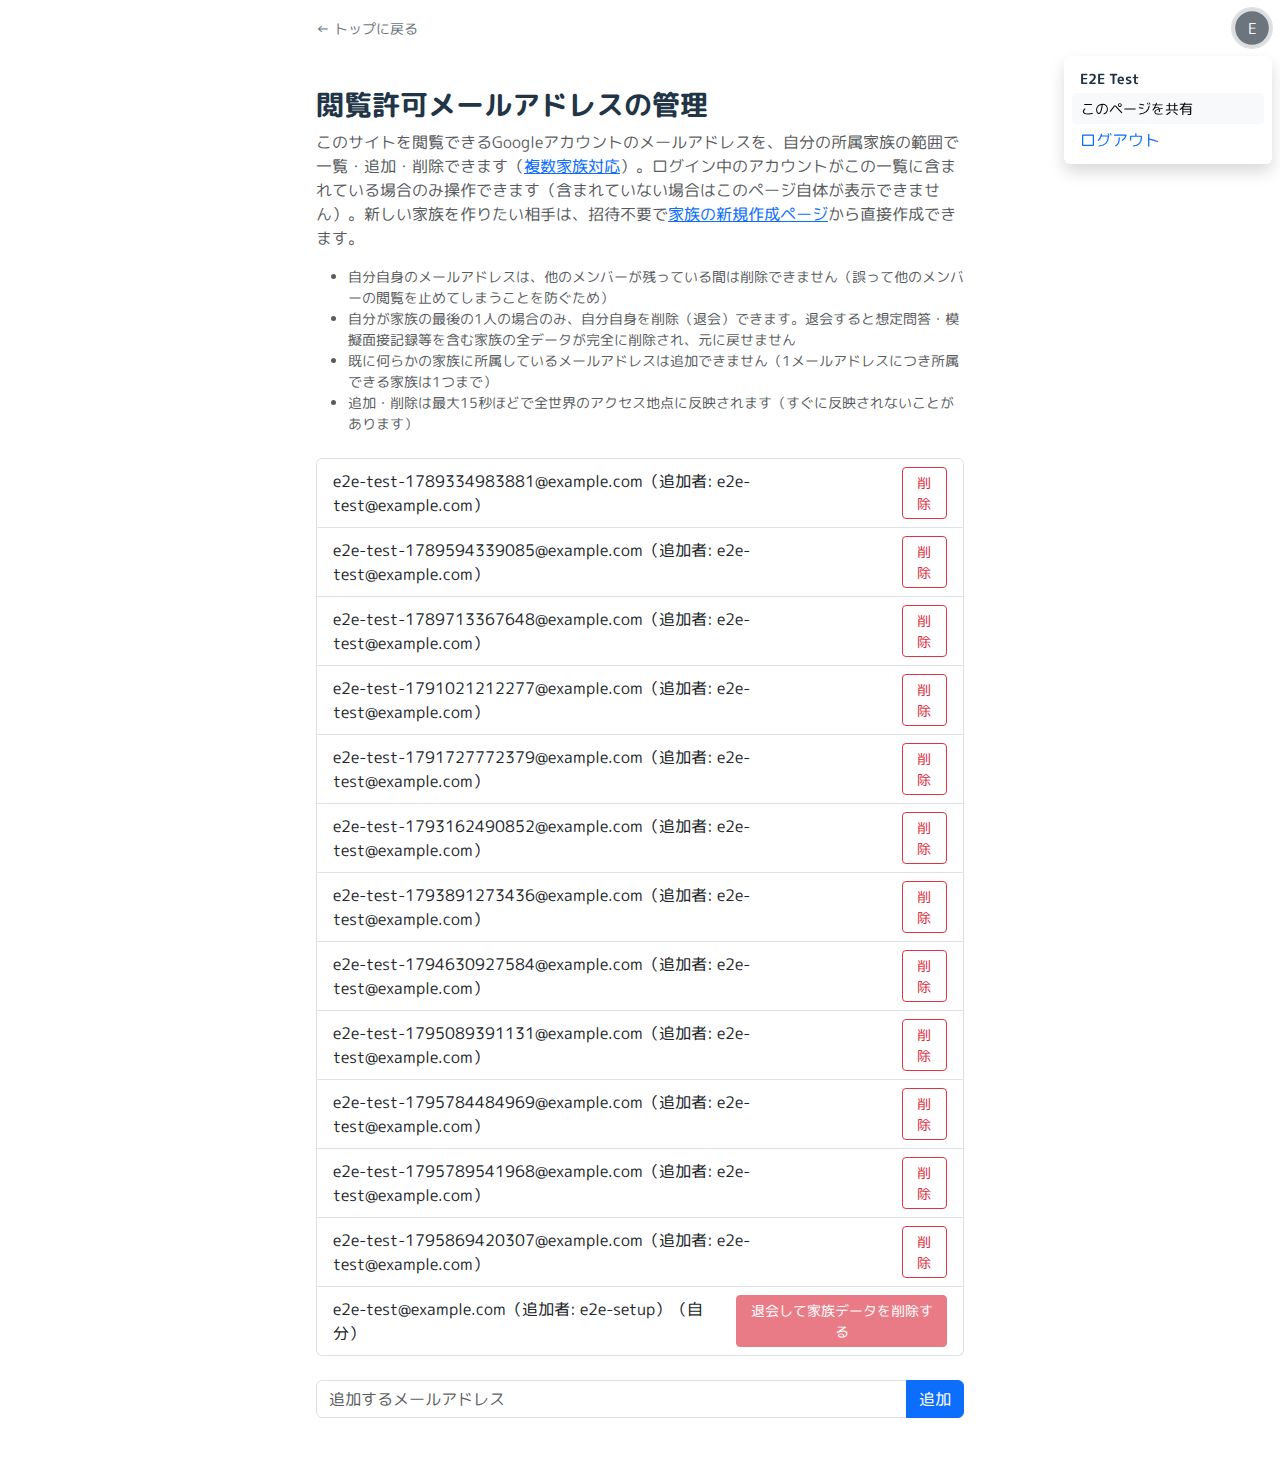 ← トップに戻る
E
E2E Test
このページを共有
ログアウト
閲覧許可メールアドレスの管理
このサイトを閲覧できるGoogleアカウントのメールアドレスを、自分の所属家族の範囲で
一覧・追加・削除できます（複数家族対応）。ログイン中のアカウントがこの一覧に含ま
れている場合のみ操作できます（含まれていない場合はこのページ自体が表示できませ
ん）。新しい家族を作りたい相手は、招待不要で家族の新規作成ページから直接作成でき
ます。
自分自身のメールアドレスは、他のメンバーが残っている間は削除できません（誤って他のメンバ
ーの閲覧を止めてしまうことを防ぐため）
自分が家族の最後の1人の場合のみ、自分自身を削除（退会）できます。退会すると想定問答・模
擬面接記録等を含む家族の全データが完全に削除され、元に戻せません
既に何らかの家族に所属しているメールアドレスは追加できません（1メールアドレスにつき所属
できる家族は1つまで）
追加・削除は最大15秒ほどで全世界のアクセス地点に反映されます（すぐに反映されないことが
あります）
e2e-test-1789334983881@example.com（追加者: e2e-
test@example.com）
削
除
e2e-test-1789594339085@example.com（追加者: e2e-
test@example.com）
削
除
e2e-test-1789713367648@example.com（追加者: e2e-
test@example.com）
削
除
e2e-test-1791021212277@example.com（追加者: e2e-
test@example.com）
削
除
e2e-test-1791727772379@example.com（追加者: e2e-
test@example.com）
削
除
e2e-test-1793162490852@example.com（追加者: e2e-
test@example.com）
削
除
e2e-test-1793891273436@example.com（追加者: e2e-
test@example.com）
削
除
e2e-test-1794630927584@example.com（追加者: e2e-
test@example.com）
削
除
e2e-test-1795089391131@example.com（追加者: e2e-
test@example.com）
削
除
e2e-test-1795784484969@example.com（追加者: e2e-
test@example.com）
削
除
e2e-test-1795789541968@example.com（追加者: e2e-
test@example.com）
削
除
e2e-test-1795869420307@example.com（追加者: e2e-
test@example.com）
削
除
e2e-test@example.com（追加者: e2e-setup）（自
分）
退会して家族データを削除す
る
追加するメールアドレス
追加